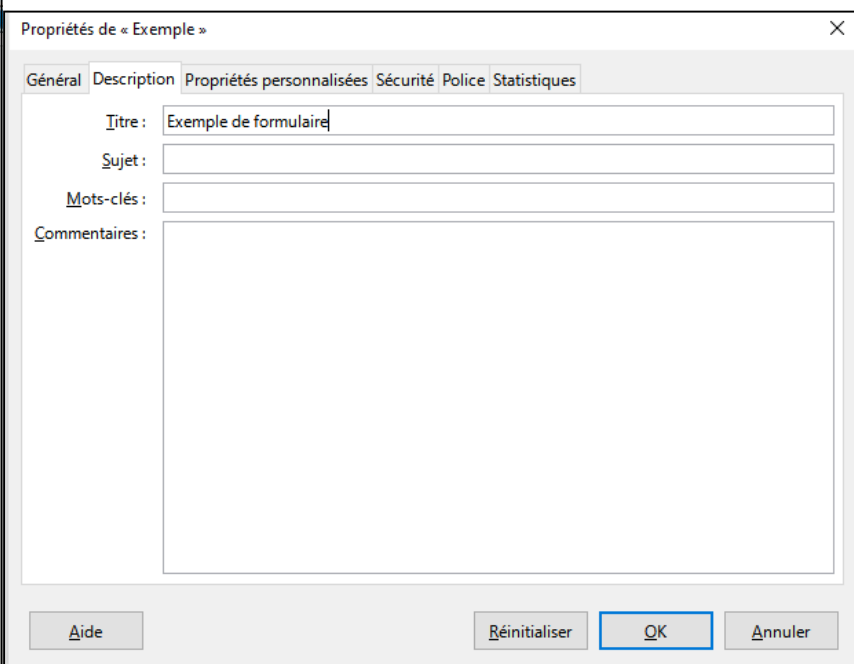 Propriétés de « Exemple »
Général Description Propriétés personnalisées Sécurité Police Statistiques
Titre : Exemple de formulaire
Sujet :
Mots-clés :
Commentaires :
Aide Réinitialiser OK Annuler